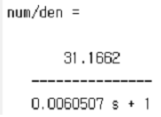 num/den =
31.1662
---------------
0.0060507 s + 1